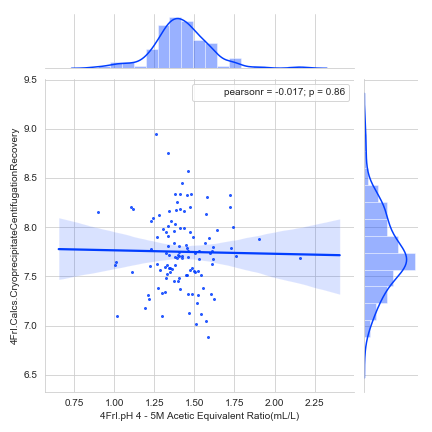 pearsonr = -0.017; p = 0.86
9.5
9.0
8.5
8.0
7.5
7.0
6.5
4FrI.Calcs.CryoprecipitateCentrifugationRecovery
0.75 1.00 1.25 1.50 1.75 2.00 2.25
4FrI.pH 4 - 5M Acetic Equivalent Ratio(mL/L)